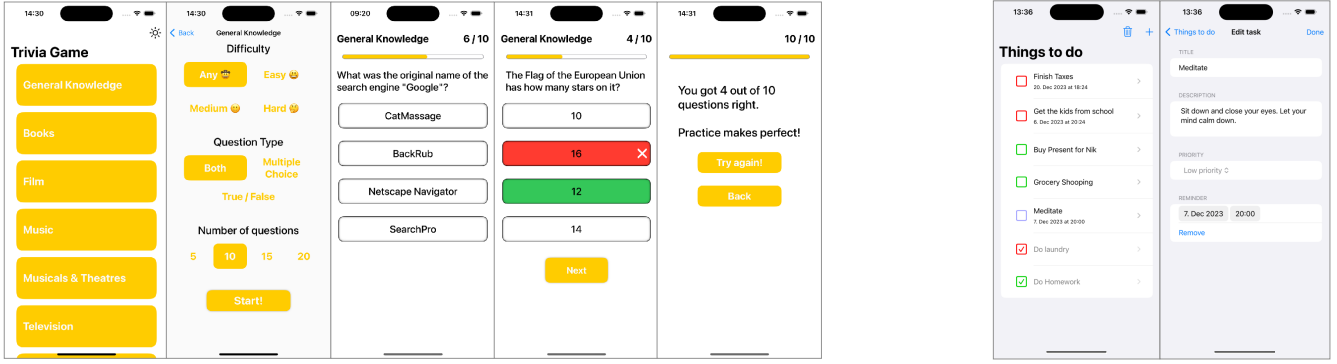 14:30
Trivia Game
General Knowledge
Books
Film
Music
Musicals & Theatres
Television
14:30
Back
General Knowledge
Difficulty
Any 🤠
Easy 😀
Medium 😀
Hard 🤔
Question Type
Both
Multiple
Choice
True / False
Number of questions
5
10
15
20
Start!
09:20
General Knowledge 6 / 10
What was the original name of the
search engine "Google"?
CatMassage
BackRub
Netscape Navigator
SearchPro
14:31
General Knowledge 4 / 10
The Flag of the European Union
has how many stars on it?
10
16
12
14
Next
14:31
10 / 10
You got 4 out of 10
questions right.
Practice makes perfect!
Try again!
Back
13:36
Things to do
Finish Taxes
20. Dec 2023 at 18:24
Get the kids from school
6. Dec 2023 at 20:24
Buy Present for Nik
Grocery Shooping
Meditate
7. Dec 2023 at 20:00
Do laundry
Do Homework
13:36
Things to do
Edit task
Done
TITLE
Meditate
DESCRIPTION
Sit down and close your eyes. Let your
mind calm down.
PRIORITY
Low priority
REMINDER
7. Dec 2023
20:00
Remove